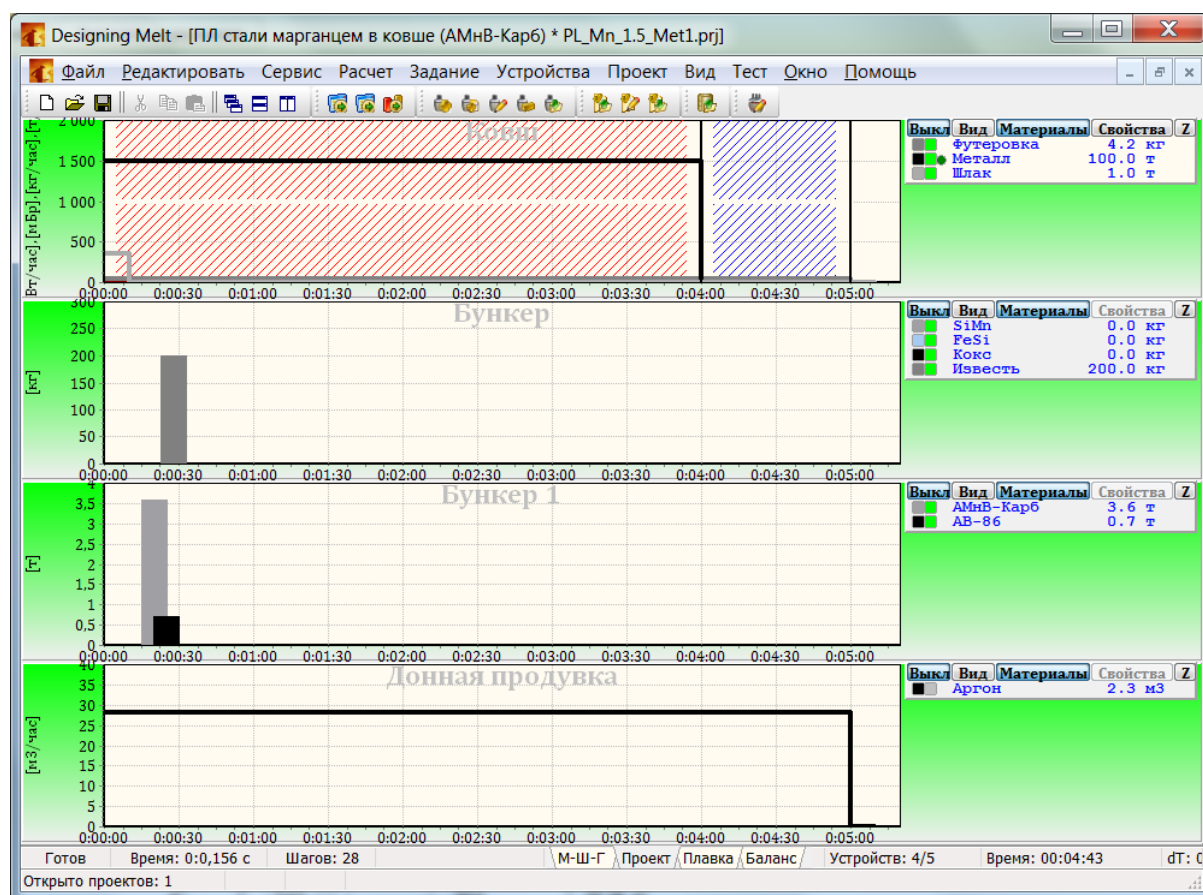 Designing Melt - [ПЛ стали марганцем в ковше (АМнВ-Карб) * PL_Mn_1.5_Met1.prj]
Файл Редактировать Сервис Расчет Задание Устройства Проект Вид Тест Окно Помощь
Ковш
Вт/час],[мБр],[кг/час],[т]
2 000
1 500
1 000
500
0
0:00:00 0:00:30 0:01:00 0:01:30 0:02:00 0:02:30 0:03:00 0:03:30 0:04:00 0:04:30 0:05:00
Выкл Вид Материалы Свойства Z
Футеровка 4.2 кг
Металл 100.0 т
Шлак 1.0 т
Бункер
[кг]
300
250
200
150
100
50
0
0:00:00 0:00:30 0:01:00 0:01:30 0:02:00 0:02:30 0:03:00 0:03:30 0:04:00 0:04:30 0:05:00
Выкл Вид Материалы Свойства Z
SiMn 0.0 кг
FeSi 0.0 кг
Кокс 0.0 кг
Известь 200.0 кг
Бункер 1
[т]
4
3,5
3
2,5
2
1,5
1
0,5
0
0:00:00 0:00:30 0:01:00 0:01:30 0:02:00 0:02:30 0:03:00 0:03:30 0:04:00 0:04:30 0:05:00
Выкл Вид Материалы Свойства Z
АМнВ-Карб 3.6 т
АВ-86 0.7 т
Донная продувка
[м3/час]
40
35
30
25
20
15
10
5
0
0:00:00 0:00:30 0:01:00 0:01:30 0:02:00 0:02:30 0:03:00 0:03:30 0:04:00 0:04:30 0:05:00
Выкл Вид Материалы Свойства Z
Аргон 2.3 м3
Готов Время: 0:0,156 с Шагов: 28 М-Ш-Г Проект Плавка Баланс Устройств: 4/5 Время: 00:04:43 dT: 0
Открыто проектов: 1